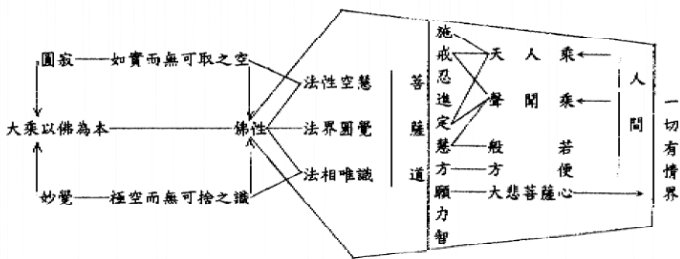 圓寂 如實而無可取之空
大乘以佛為本 佛性
妙覺 極空而無可捨之識
法性空慧
法界圓覺
法相唯識
菩薩道
施戒忍進定慧方願力智
天人乘
聲聞乘
般若
方便
大悲菩薩心
人間
一切有情界